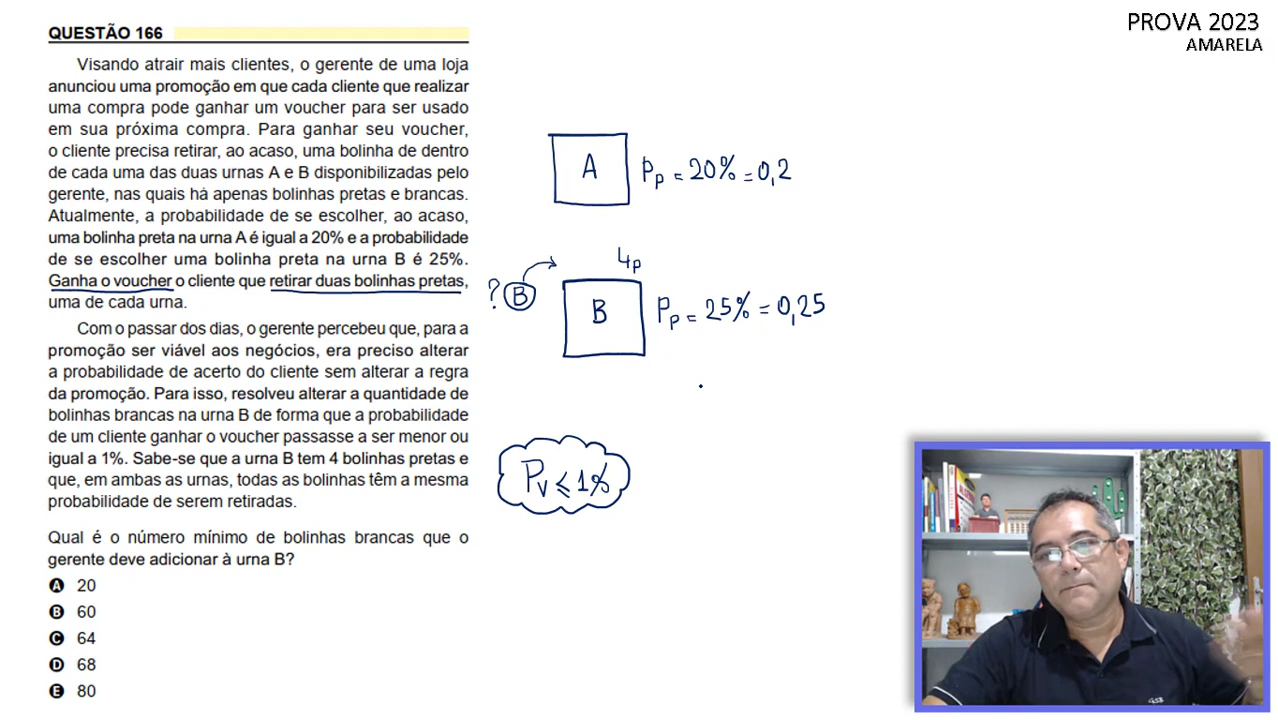 QUESTÃO 166
PROVA 2023
AMARELA
Visando atrair mais clientes, o gerente de uma loja
anunciou uma promoção em que cada cliente que realizar
uma compra pode ganhar um voucher para ser usado
em sua próxima compra. Para ganhar seu voucher,
o cliente precisa retirar, ao acaso, uma bolinha de dentro
de cada uma das duas urnas A e B disponibilizadas pelo
gerente, nas quais há apenas bolinhas pretas e brancas.
Atualmente, a probabilidade de se escolher, ao acaso,
uma bolinha preta na urna A é igual a 20% e a probabilidade
de se escolher uma bolinha preta na urna B é 25%.
Ganha o voucher o cliente que retirar duas bolinhas pretas,
uma de cada urna.
Com o passar dos dias, o gerente percebeu que, para a
promoção ser viável aos negócios, era preciso alterar
a probabilidade de acerto do cliente sem alterar a regra
da promoção. Para isso, resolveu alterar a quantidade de
bolinhas brancas na urna B de forma que a probabilidade
de um cliente ganhar o voucher passasse a ser menor ou
igual a 1%. Sabe-se que a urna B tem 4 bolinhas pretas e
que, em ambas as urnas, todas as bolinhas têm a mesma
probabilidade de serem retiradas.
Qual é o número mínimo de bolinhas brancas que o
gerente deve adicionar à urna B?
A 20
B 60
C 64
D 68
E 80
A Pp = 20% = 0,2
4p
? B
B Pp = 25% = 0,25
Pv ⩽ 1%